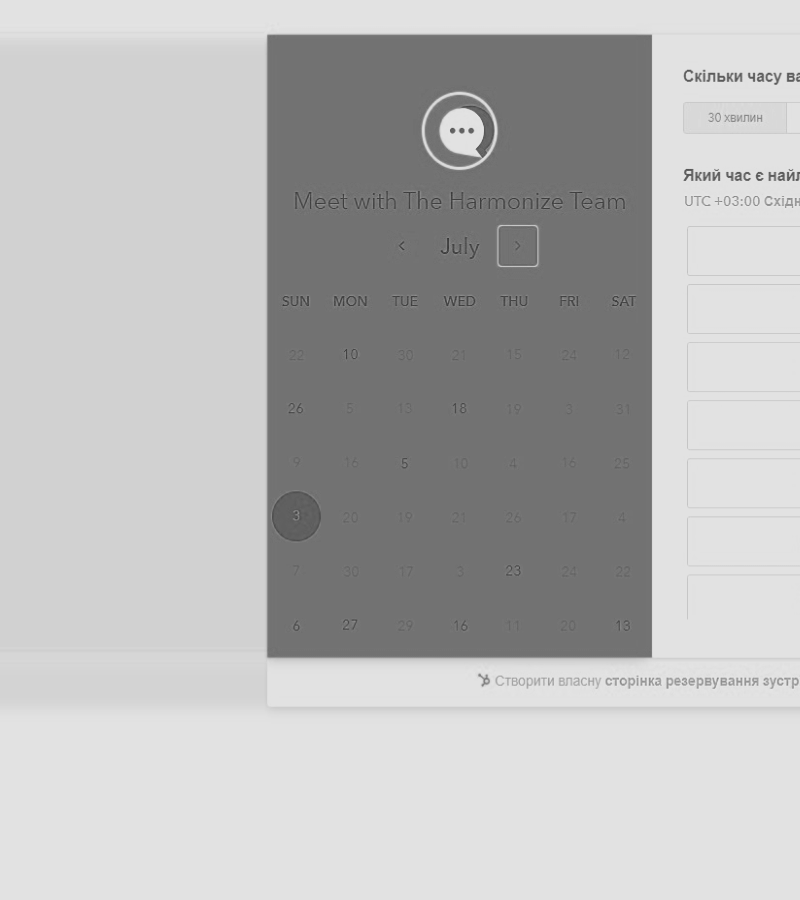 Meet with The Harmonize Team
July
SUN MON TUE WED THU FRI SAT
22 10 30 21 15 24 12
26 5 13 18 19 3 31
9 16 5 10 4 16 25
3 20 19 21 26 17 4
7 30 17 3 23 24 22
6 27 29 16 11 20 13
Скільки часу ва
30 хвилин
Який час є найл
UTC +03:00 Східн
Створити власну сторінка резервування зустр